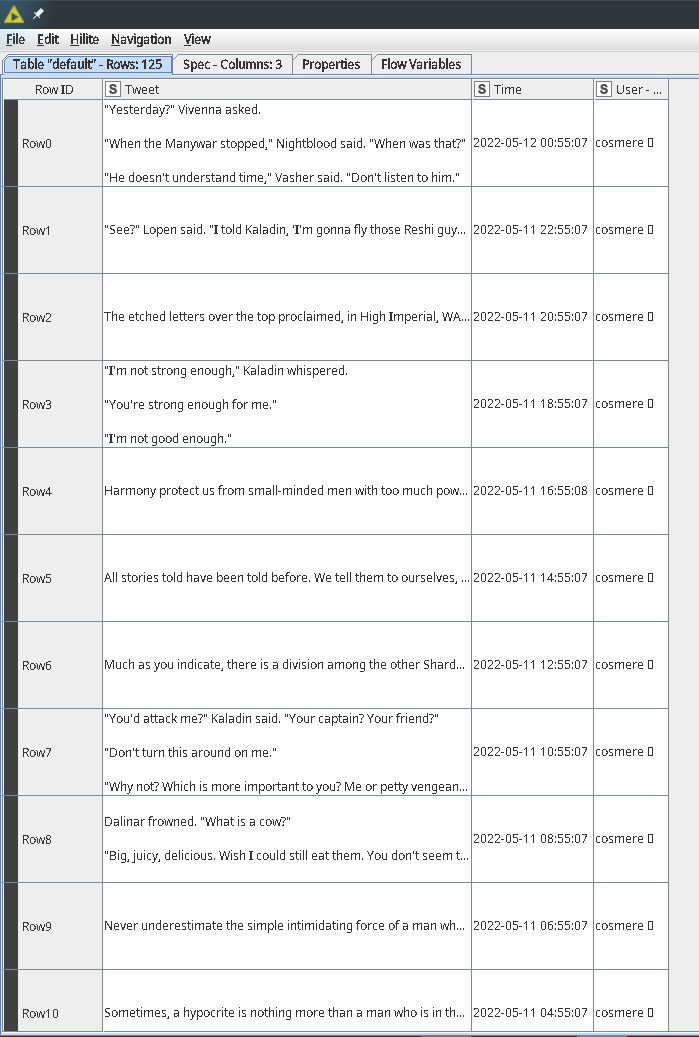 File Edit Hilite Navigation View
Table "default" - Rows: 125 Spec - Columns: 3 Properties Flow Variables
Row ID S Tweet S Time S User - ...
Row0 "Yesterday?" Vivenna asked.
"When the Manywar stopped," Nightblood said. "When was that?" 2022-05-12 00:55:07 cosmere
"He doesn't understand time," Vasher said. "Don't listen to him."
Row1 "See?" Lopen said. "I told Kaladin, 'I'm gonna fly those Reshi guy... 2022-05-11 22:55:07 cosmere
Row2 The etched letters over the top proclaimed, in High Imperial, WA... 2022-05-11 20:55:07 cosmere
Row3 "I'm not strong enough," Kaladin whispered.
"You're strong enough for me." 2022-05-11 18:55:07 cosmere
"I'm not good enough."
Row4 Harmony protect us from small-minded men with too much pow... 2022-05-11 16:55:08 cosmere
Row5 All stories told have been told before. We tell them to ourselves, ... 2022-05-11 14:55:07 cosmere
Row6 Much as you indicate, there is a division among the other Shard... 2022-05-11 12:55:07 cosmere
Row7 "You'd attack me?" Kaladin said. "Your captain? Your friend?"
"Don't turn this around on me." 2022-05-11 10:55:07 cosmere
"Why not? Which is more important to you? Me or petty vengean...
Row8 Dalinar frowned. "What is a cow?" 2022-05-11 08:55:07 cosmere
"Big, juicy, delicious. Wish I could still eat them. You don't seem t...
Row9 Never underestimate the simple intimidating force of a man wh... 2022-05-11 06:55:07 cosmere
Row10 Sometimes, a hypocrite is nothing more than a man who is in th... 2022-05-11 04:55:07 cosmere